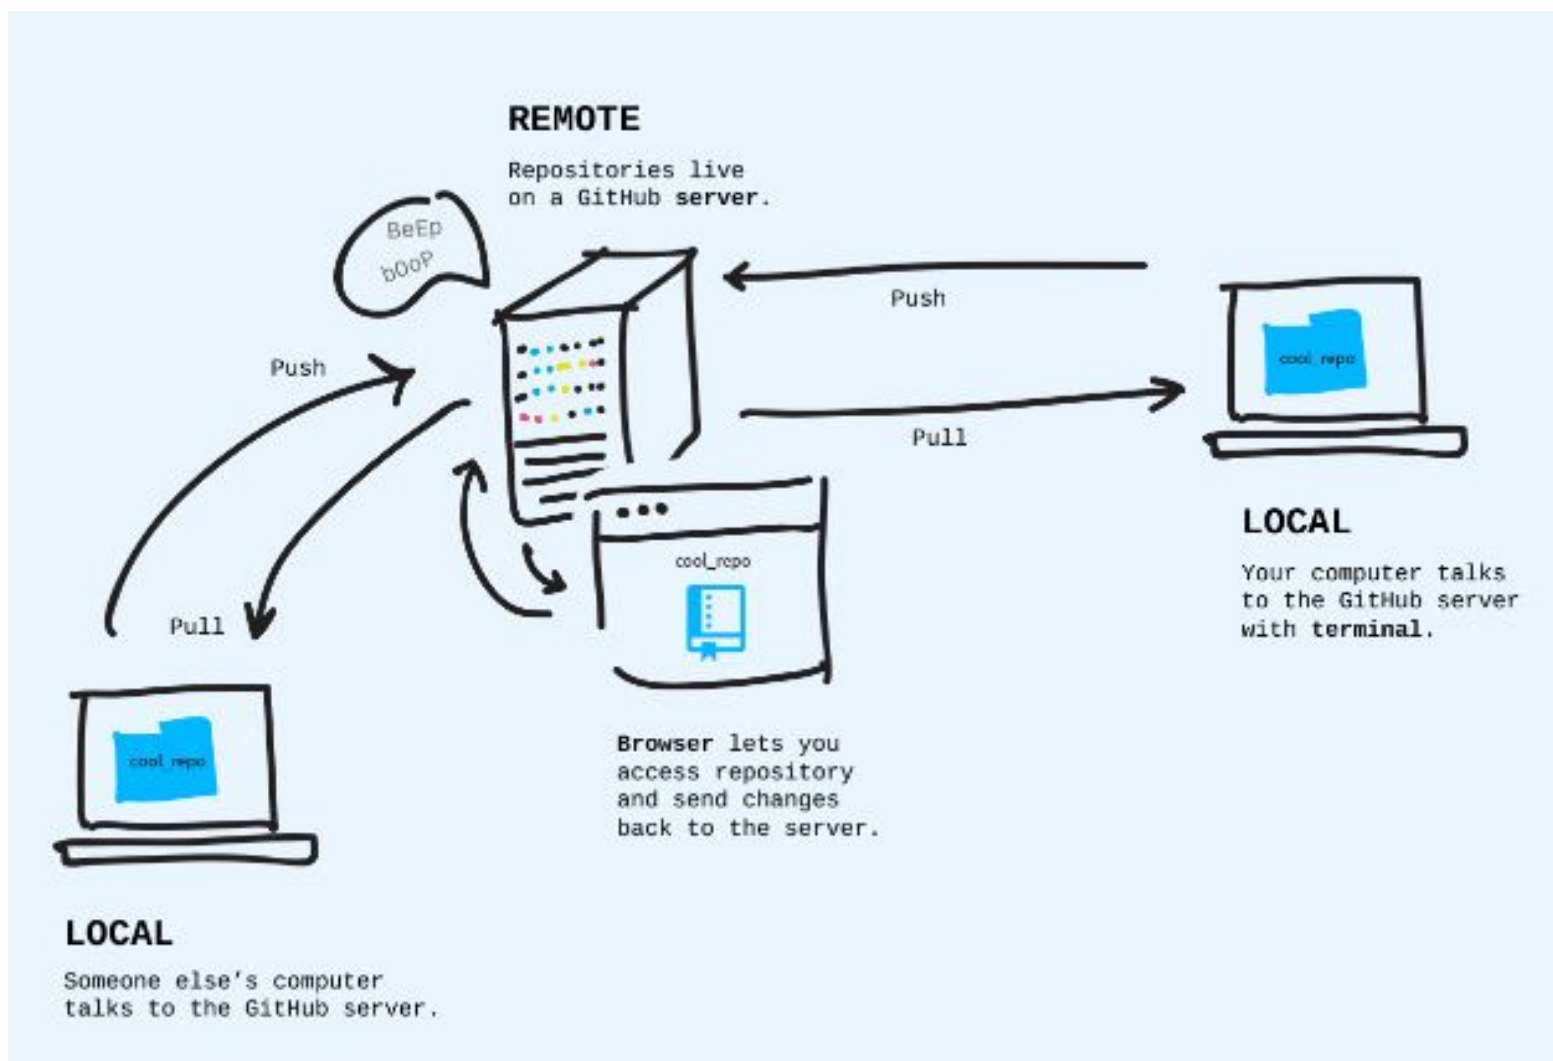 REMOTE
Repositories live
on a GitHub server.
BeEp
bOoP
Push
Pull
Push
Pull
cool_repo
LOCAL
Your computer talks
to the GitHub server
with terminal.
cool_repo
Browser lets you
access repository
and send changes
back to the server.
cool_repo
LOCAL
Someone else's computer
talks to the GitHub server.